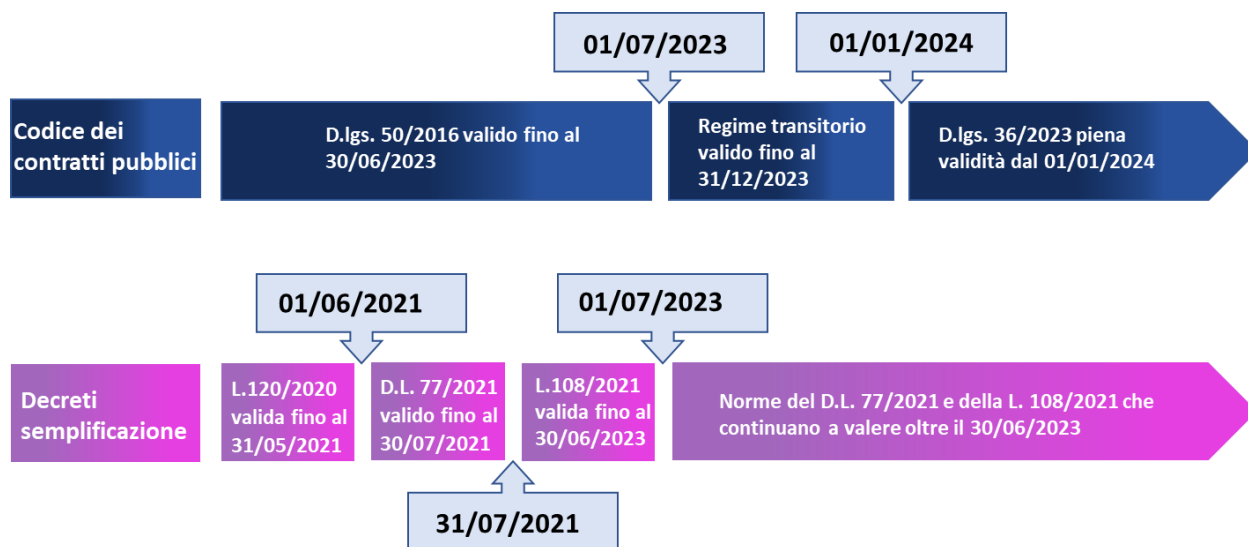 01/07/2023
01/01/2024
Codice dei
contratti pubblici
D.lgs. 50/2016 valido fino al
30/06/2023
Regime transitorio
valido fino al
31/12/2023
D.lgs. 36/2023 piena
validità dal 01/01/2024
01/06/2021
01/07/2023
Decreti
semplificazione
L.120/2020
valida fino al
31/05/2021
D.L. 77/2021
valido fino al
30/07/2021
L.108/2021
valida fino al
30/06/2023
Norme del D.L. 77/2021 e della L. 108/2021 che
continuano a valere oltre il 30/06/2023
31/07/2021